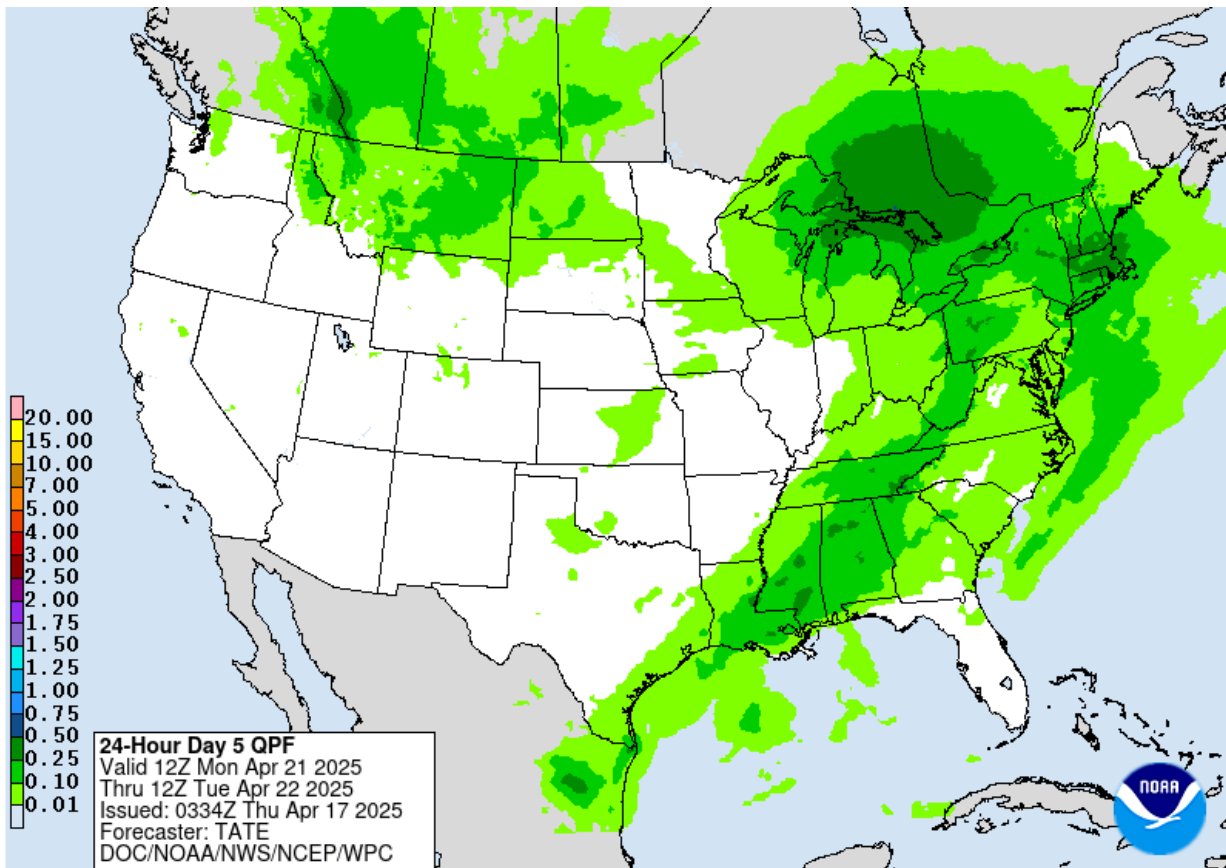 20.00
15.00
10.00
7.00
5.00
4.00
3.00
2.50
2.00
1.75
1.50
1.25
1.00
0.75
0.50
0.25
0.10
0.01
24-Hour Day 5 QPF
Valid 12Z Mon Apr 21 2025
Thru 12Z Tue Apr 22 2025
Issued: 0334Z Thu Apr 17 2025
Forecaster: TATE
DOC/NOAA/NWS/NCEP/WPC
NOAA